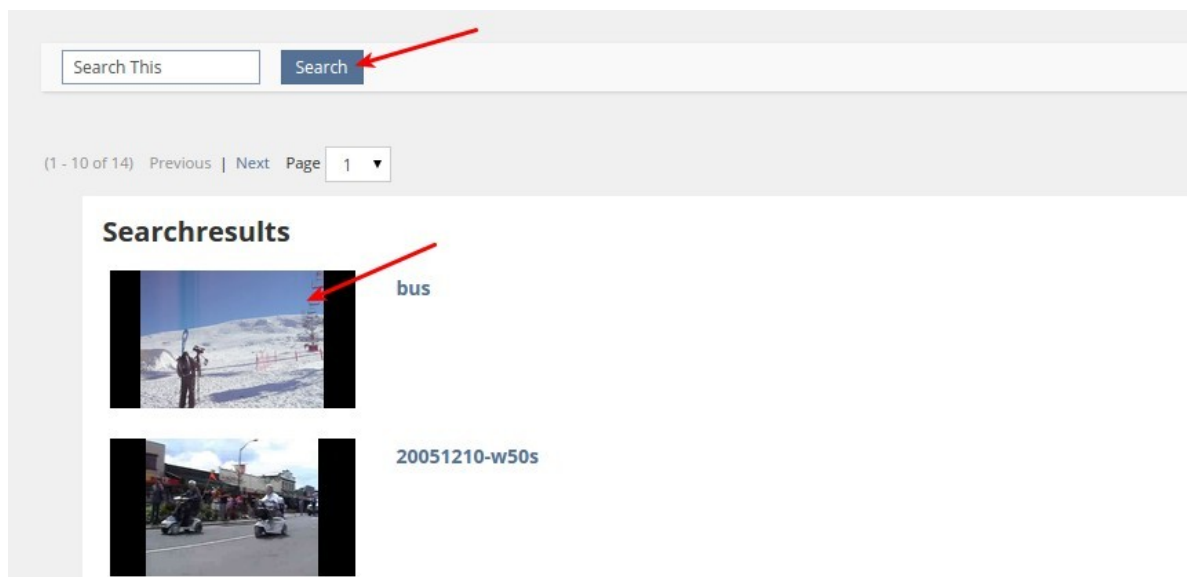 Search This Search
(1 - 10 of 14) Previous | Next Page 1
Searchresults
bus
20051210-w50s